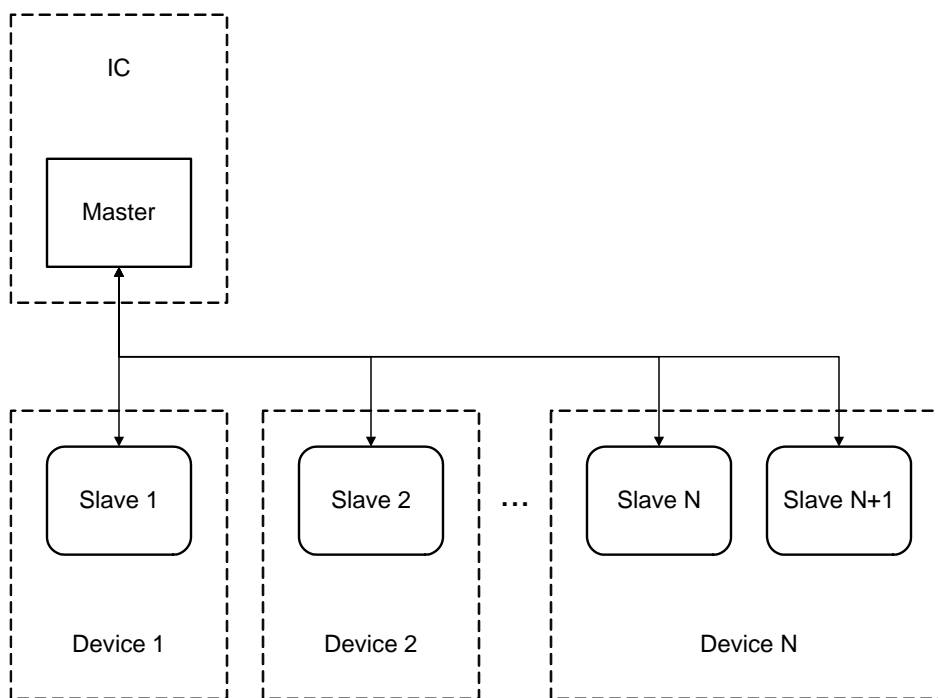 IC
Master
Slave 1
Slave 2
...
Slave N
Slave N+1
Device 1
Device 2
Device N